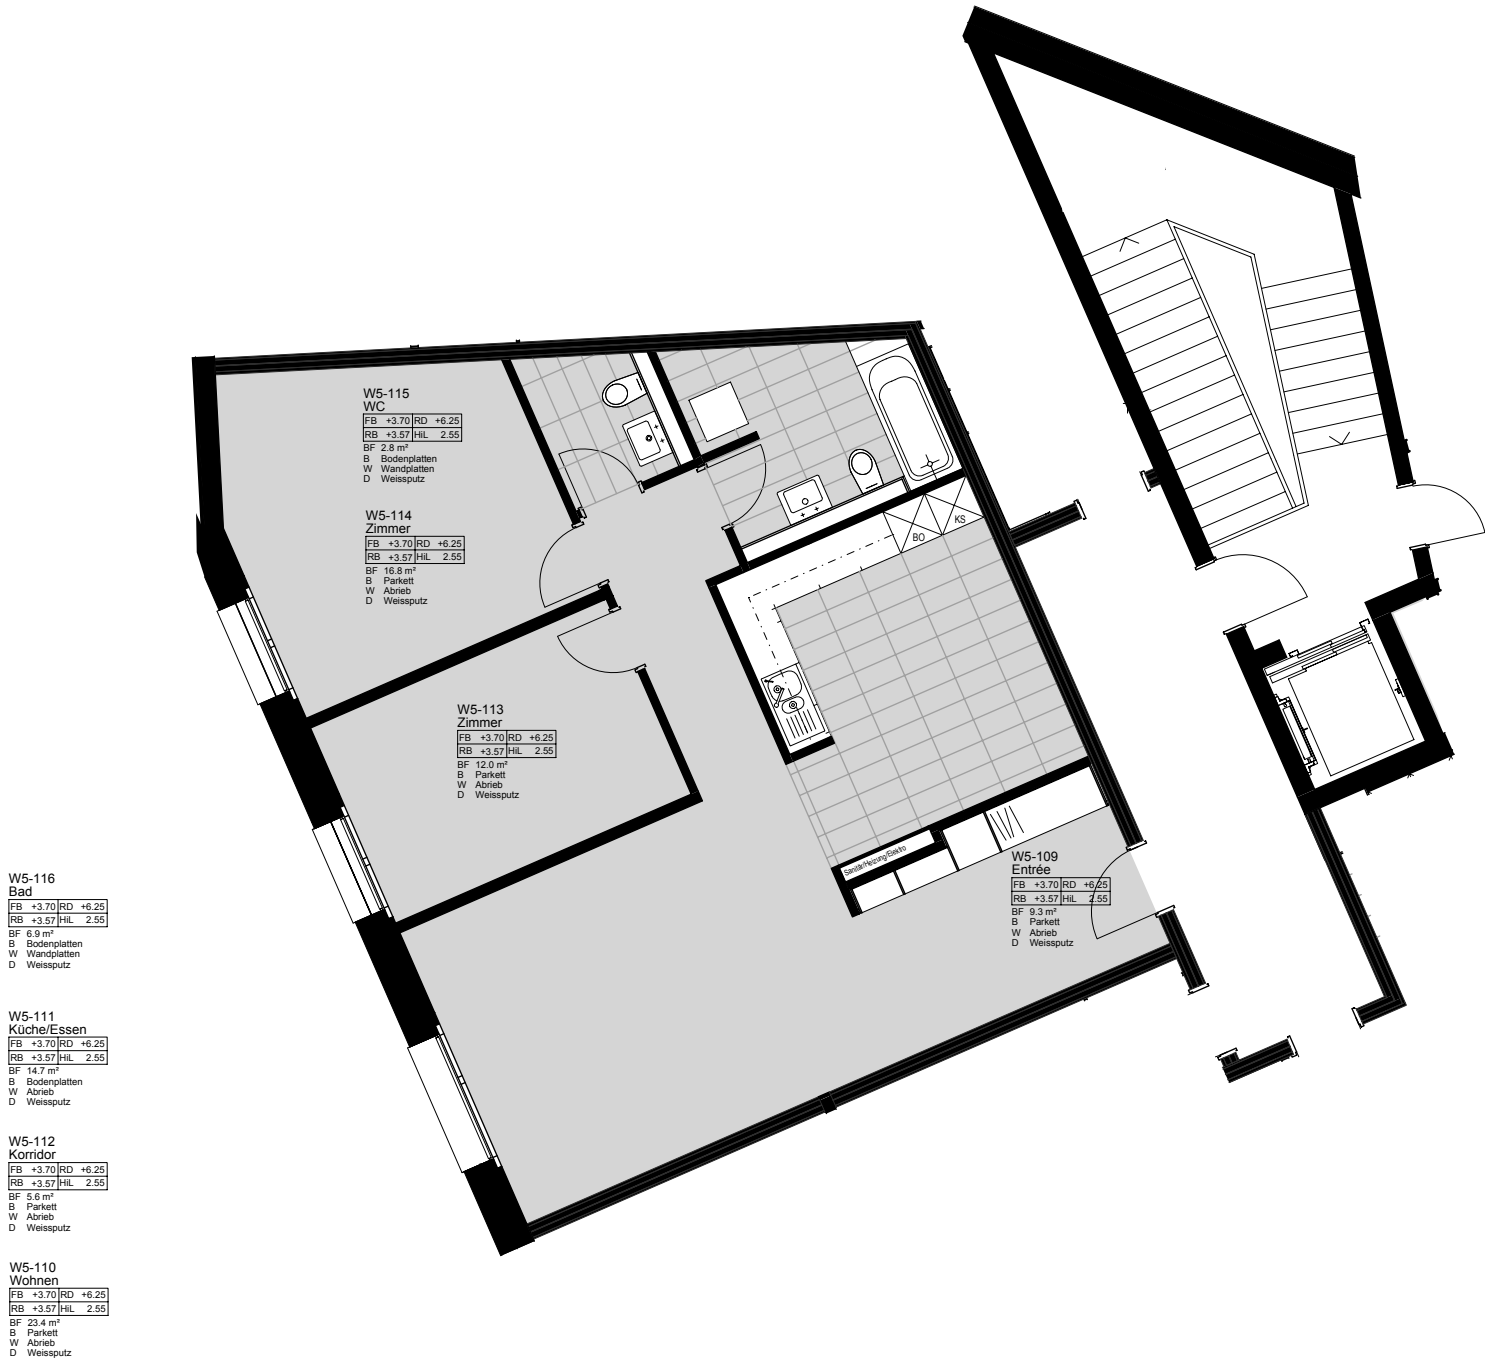 W5-115
WC
FB +3.70 RD +6.25
RB +3.57 HiL 2.55
BF 2.8 m²
B Bodenplatten
W Wandplatten
D Weissputz
W5-114
Zimmer
FB +3.70 RD +6.25
RB +3.57 HiL 2.55
BF 16.8 m²
B Parkett
W Abrieb
D Weissputz
KS
BO
W5-113
Zimmer
FB +3.70 RD +6.25
RB +3.57 HiL 2.55
BF 12.0 m²
B Parkett
W Abrieb
D Weissputz
Sanitär/Heizung/Elektro
W5-109
Entrée
FB +3.70 RD +6.25
RB +3.57 HiL 2.55
BF 9.3 m²
B Parkett
W Abrieb
D Weissputz
W5-116
Bad
FB +3.70 RD +6.25
RB +3.57 HiL 2.55
BF 6.9 m²
B Bodenplatten
W Wandplatten
D Weissputz
W5-111
Küche/Essen
FB +3.70 RD +6.25
RB +3.57 HiL 2.55
BF 14.7 m²
B Bodenplatten
W Abrieb
D Weissputz
W5-112
Korridor
FB +3.70 RD +6.25
RB +3.57 HiL 2.55
BF 5.6 m²
B Parkett
W Abrieb
D Weissputz
W5-110
Wohnen
FB +3.70 RD +6.25
RB +3.57 HiL 2.55
BF 23.4 m²
B Parkett
W Abrieb
D Weissputz